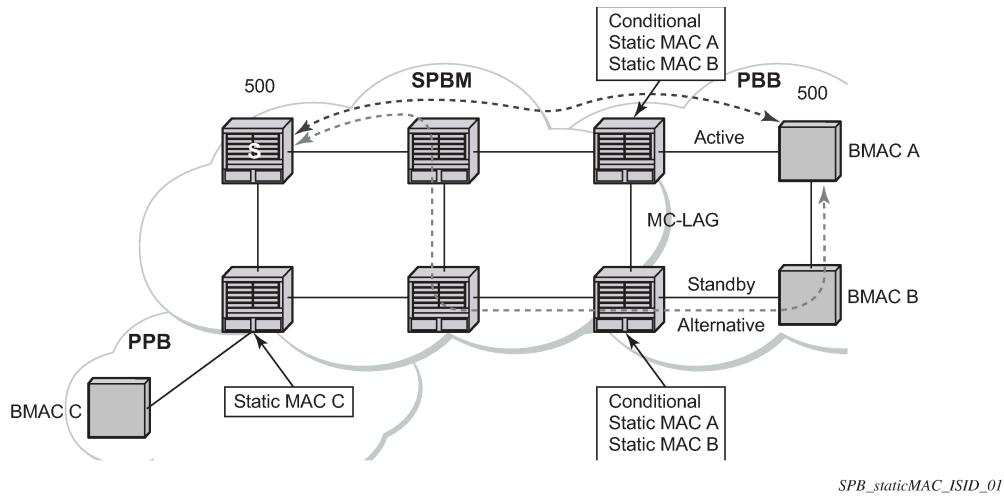 Conditional
Static MAC A
Static MAC B
500
SPBM
PBB
500
S
Active
BMAC A
MC-LAG
Standby
BMAC B
Alternative
PPB
BMAC C
Static MAC C
Conditional
Static MAC A
Static MAC B
SPB_staticMAC_ISID_01